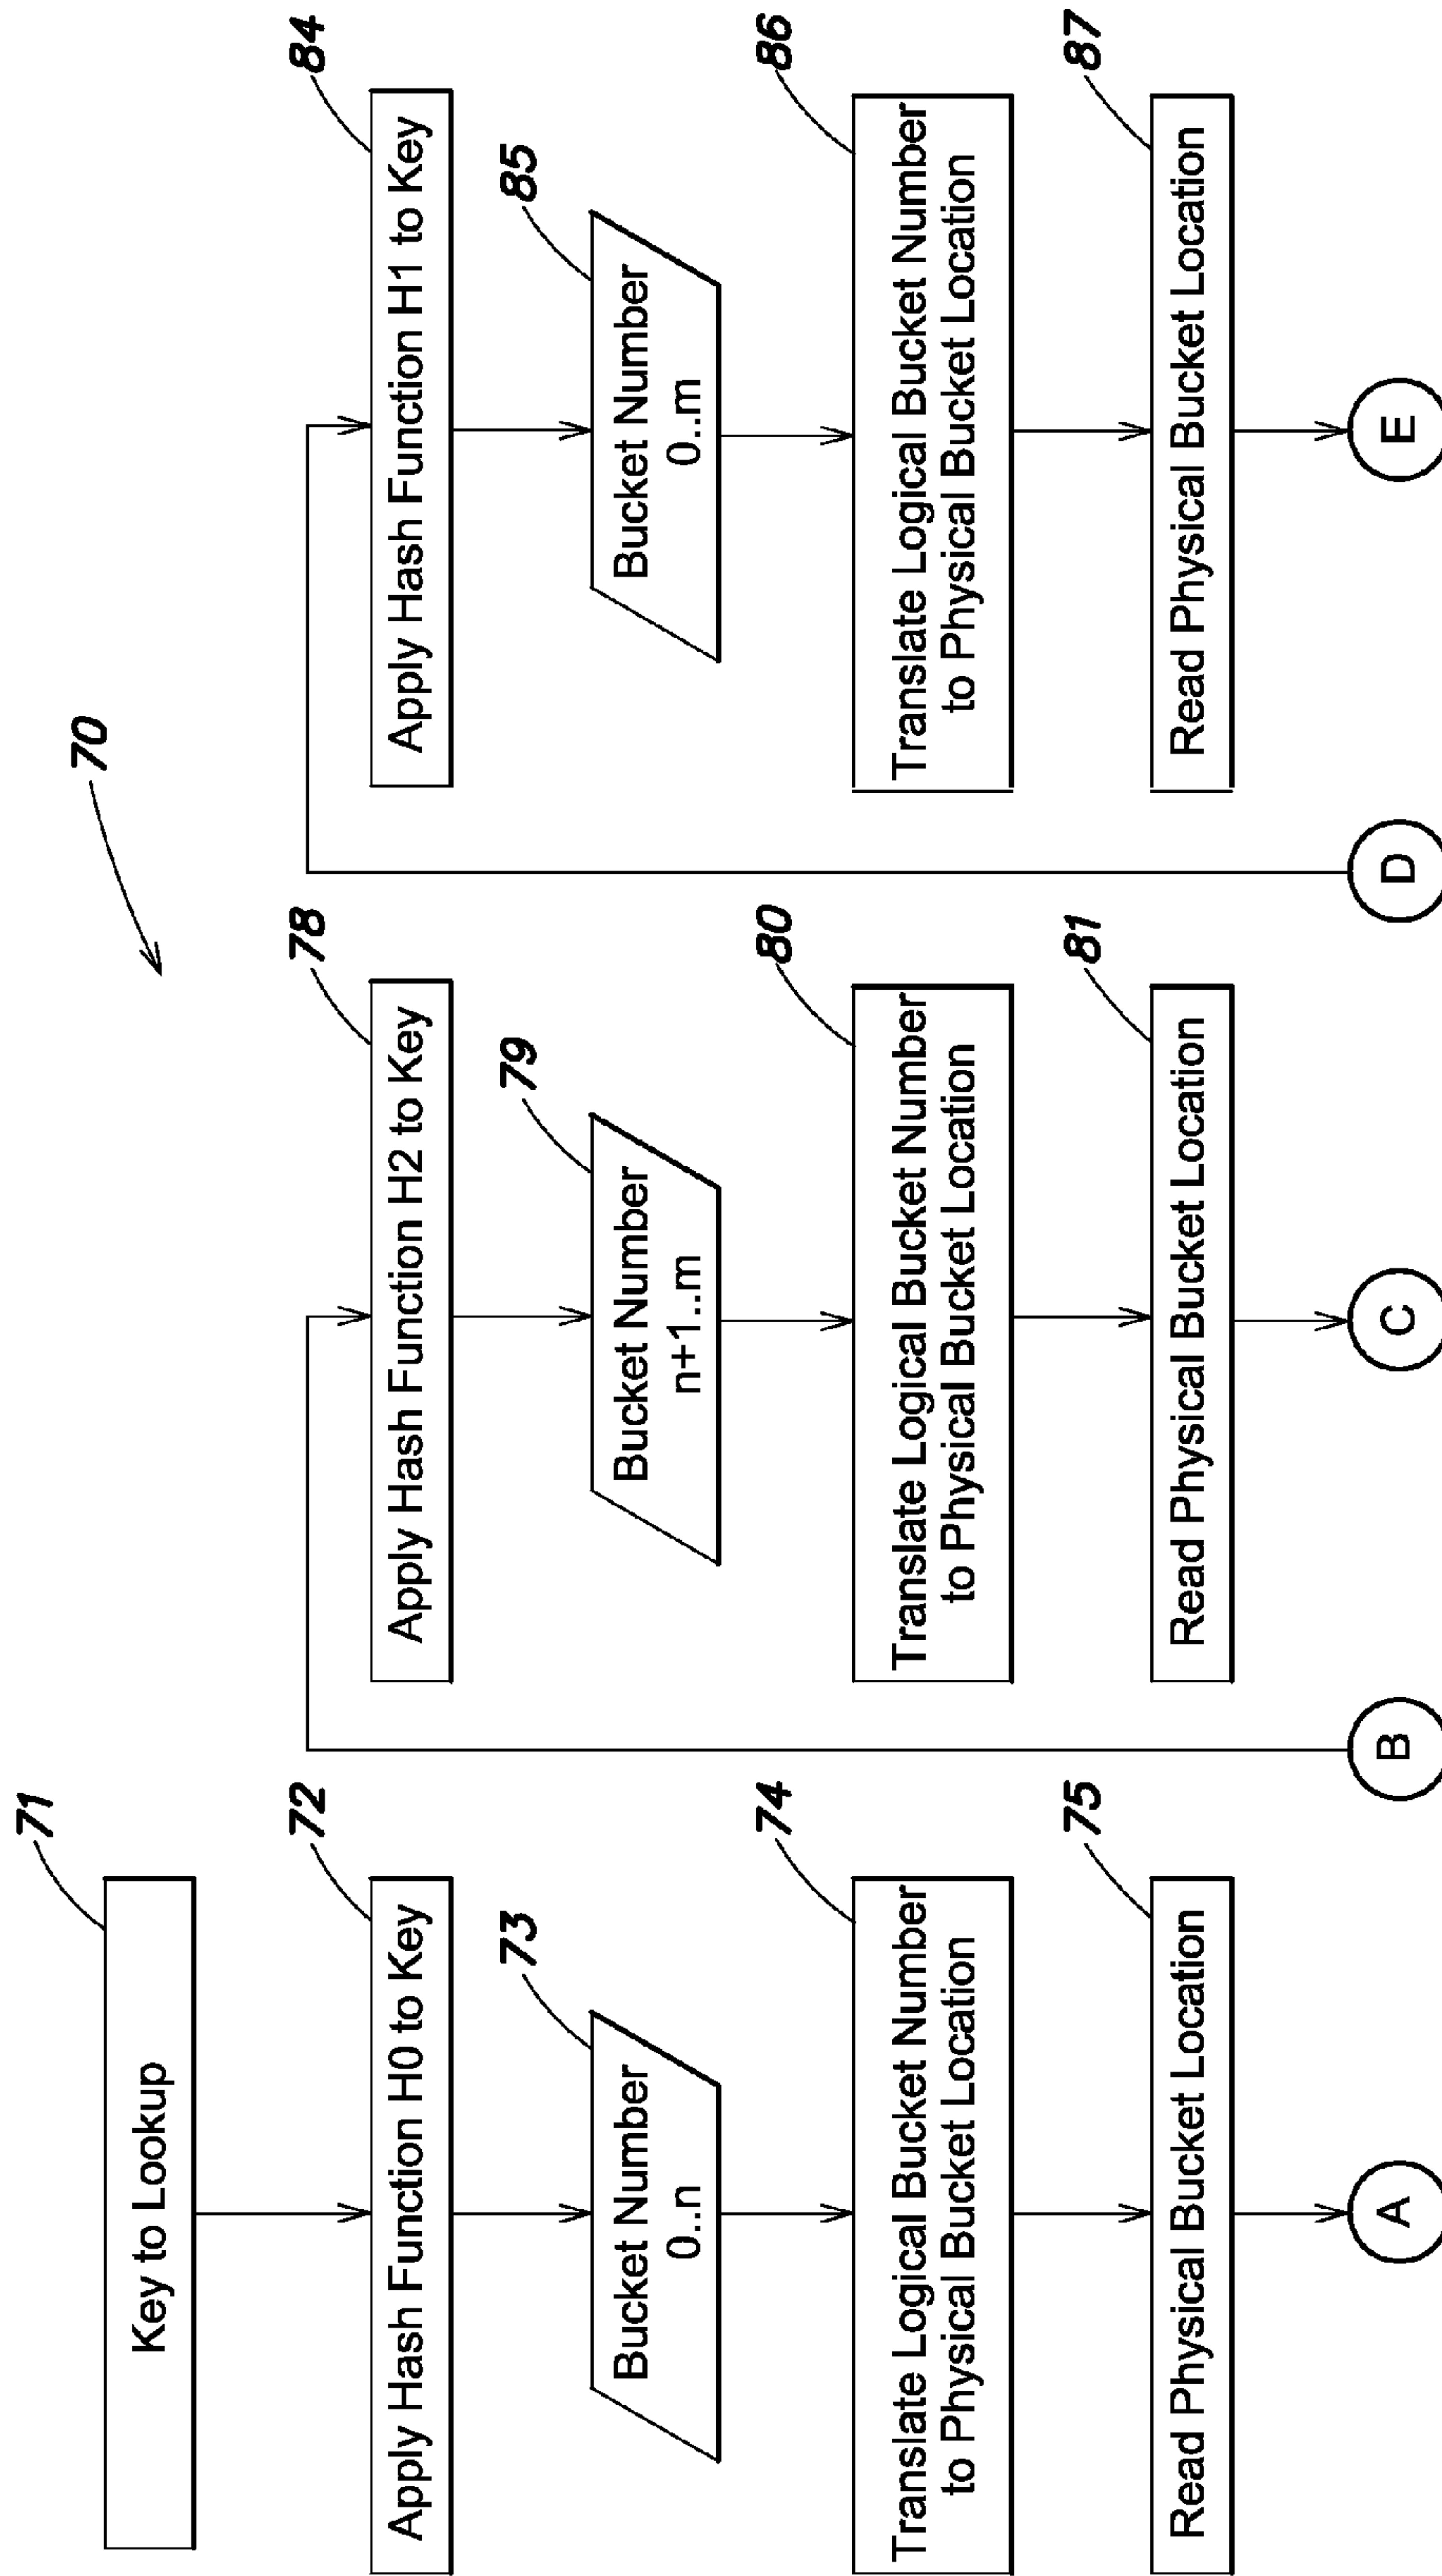 70
71
Key to Lookup
72
Apply Hash Function H0 to Key
73
Bucket Number
0..n
74
Translate Logical Bucket Number
to Physical Bucket Location
75
Read Physical Bucket Location
A
78
Apply Hash Function H2 to Key
79
Bucket Number
n+1..m
80
Translate Logical Bucket Number
to Physical Bucket Location
81
Read Physical Bucket Location
B
C
84
Apply Hash Function H1 to Key
85
Bucket Number
0..m
86
Translate Logical Bucket Number
to Physical Bucket Location
87
Read Physical Bucket Location
D
E